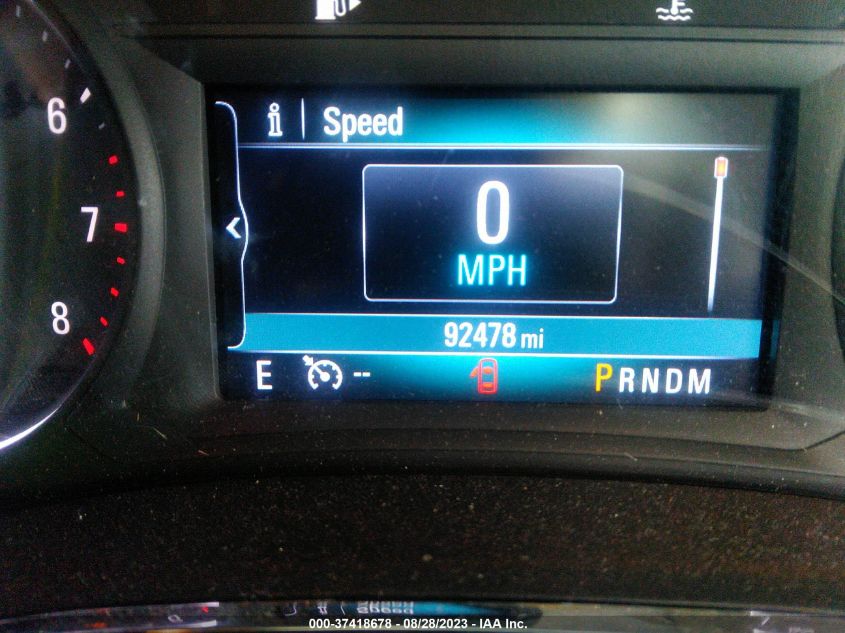 6
7
8
i Speed
0
MPH
92478 mi
E -- PRNDM
000-37418678 - 08/28/2023 - IAA Inc.